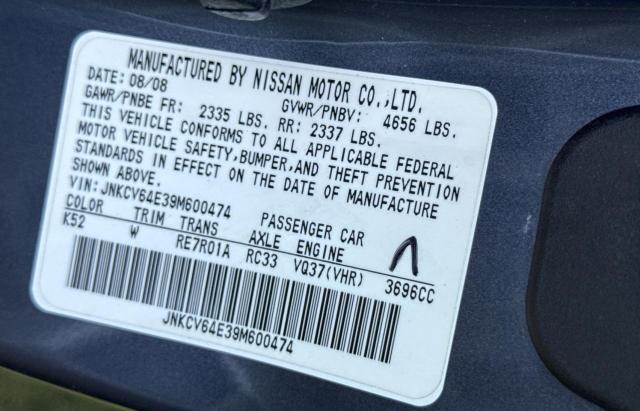 MANUFACTURED BY NISSAN MOTOR CO.,LTD.
DATE: 08/08 GVWR/PNBV: 4656 LBS.
GAWR/PNBE FR: 2335 LBS. RR: 2337 LBS.
THIS VEHICLE CONFORMS TO ALL APPLICABLE FEDERAL
MOTOR VEHICLE SAFETY,BUMPER,AND THEFT PREVENTION
STANDARDS IN EFFECT ON THE DATE OF MANUFACTURE
SHOWN ABOVE.
VIN:JNKCV64E39M600474 PASSENGER CAR
COLOR TRIM TRANS AXLE ENGINE
K52 W RE7R01A RC33 VQ37(VHR) 3696CC
JNKCV64E39M600474